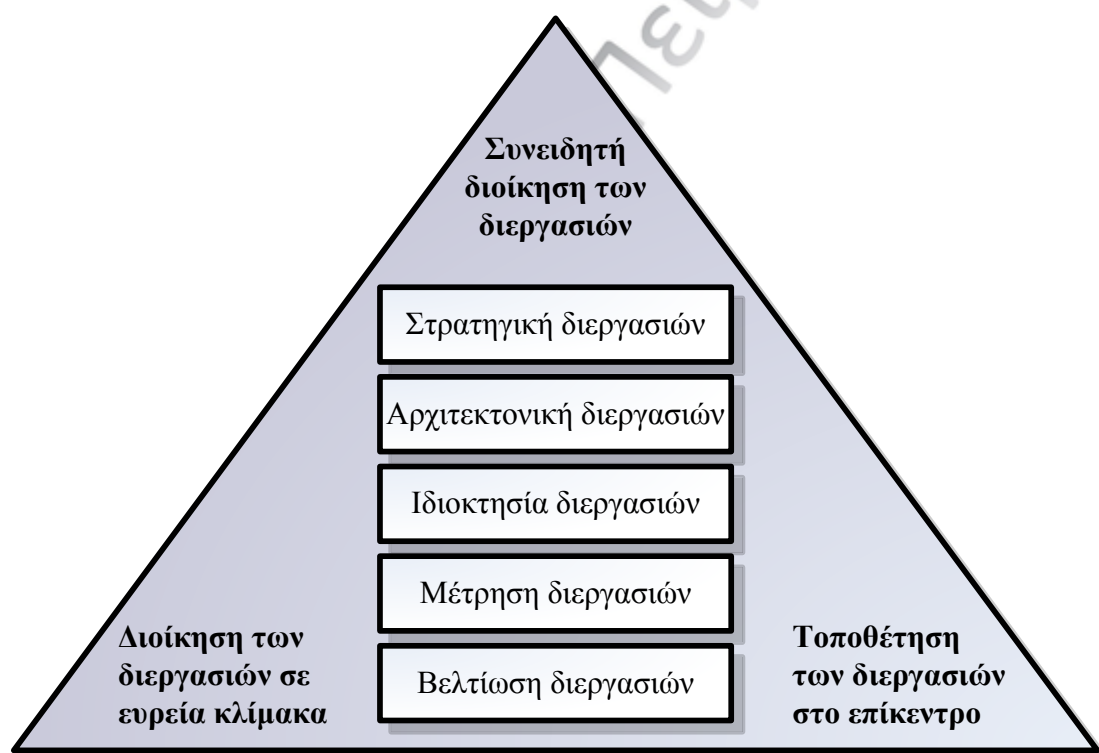 Συνειδητή
διοίκηση των
διεργασιών
Στρατηγική διεργασιών
Αρχιτεκτονική διεργασιών
Ιδιοκτησία διεργασιών
Μέτρηση διεργασιών
Βελτίωση διεργασιών
Διοίκηση των
διεργασιών σε
ευρεία κλίμακα
Τοποθέτηση
των διεργασιών
στο επίκεντρο